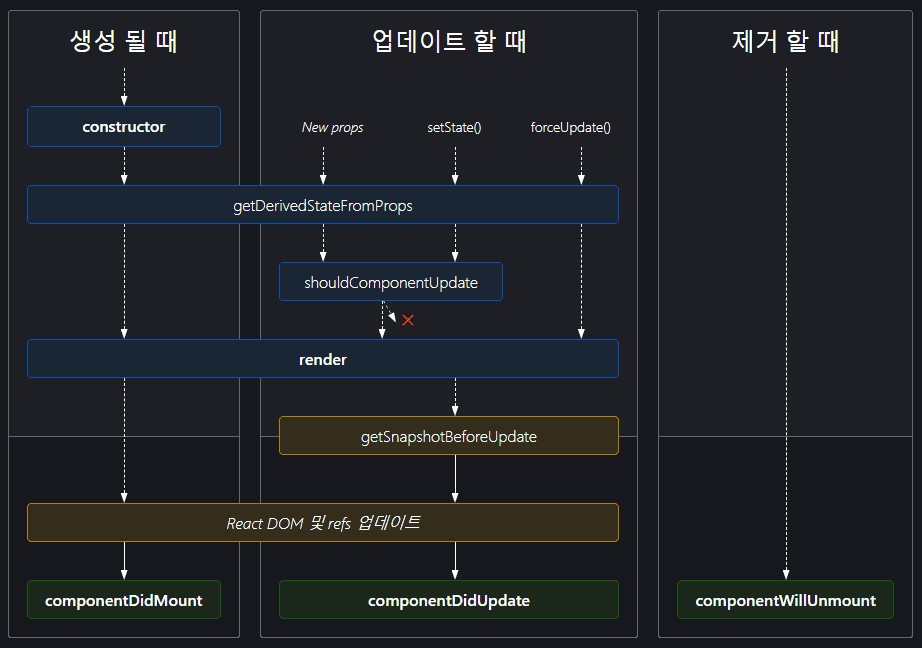 생성 될 때
업데이트 할 때
제거 할 때
constructor
New props
setState()
forceUpdate()
getDerivedStateFromProps
shouldComponentUpdate
render
getSnapshotBeforeUpdate
React DOM 및 refs 업데이트
componentDidMount
componentDidUpdate
componentWillUnmount